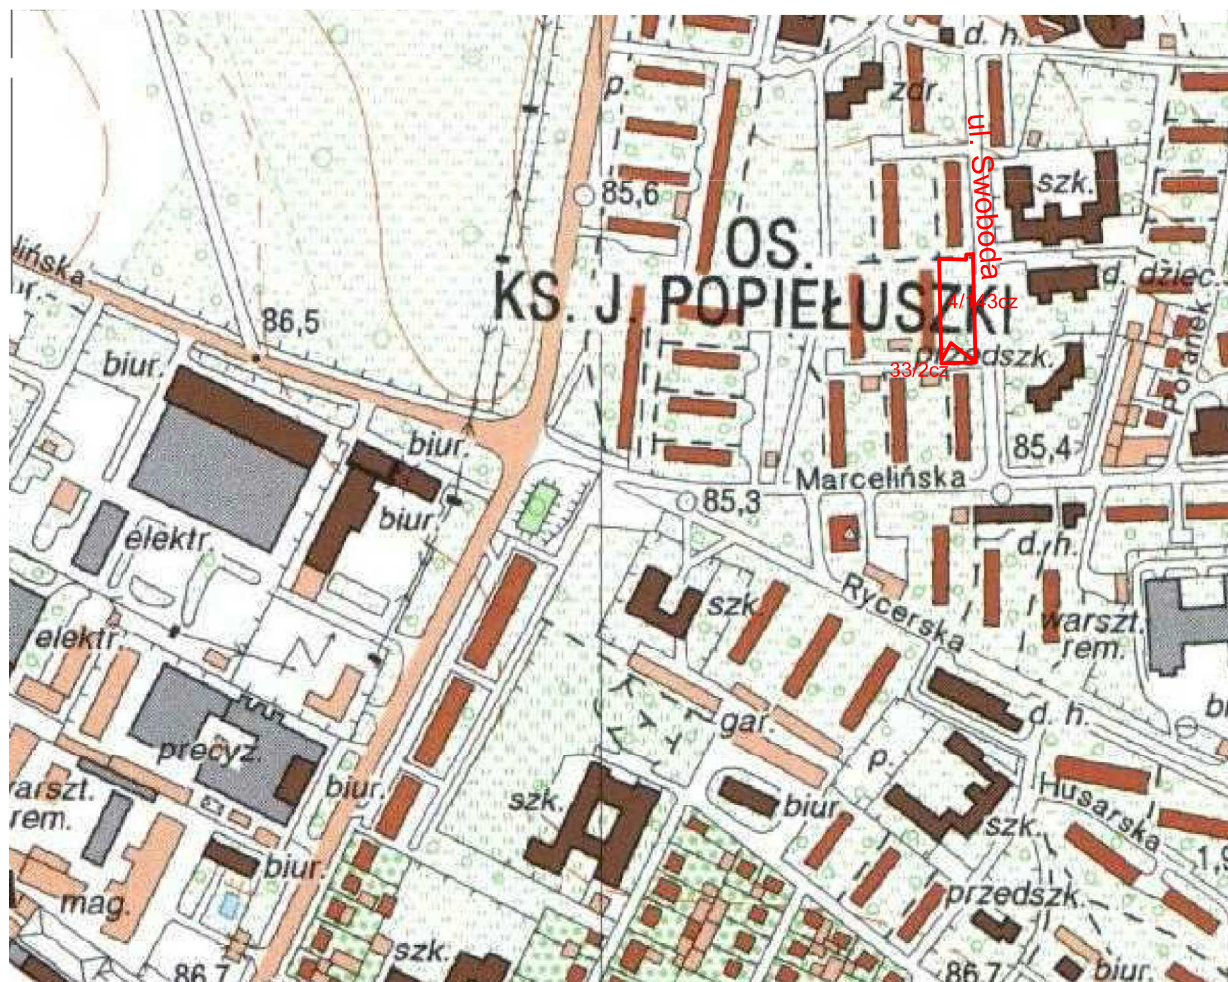 d. h.
p.
zdr.
ul. Swoboda
szk.
85,6
OS.
KS. J. POPIEŁUSZKI
lińska
d. dziec.
86,5
przedszk.
33/2cz
Polanek
biur.
biur.
85,4
Marcelińska
85,3
biur.
elektr.
d. h.
Rycerska
szk.
warszt.
rem.
elektr.
gar.
d. h.
precyz.
p.
biur.
szk.
biur.
Husarska
warszt.
rem.
szk.
biur.
przedszk.
mag.
szk.
86,7
86,7
biur.